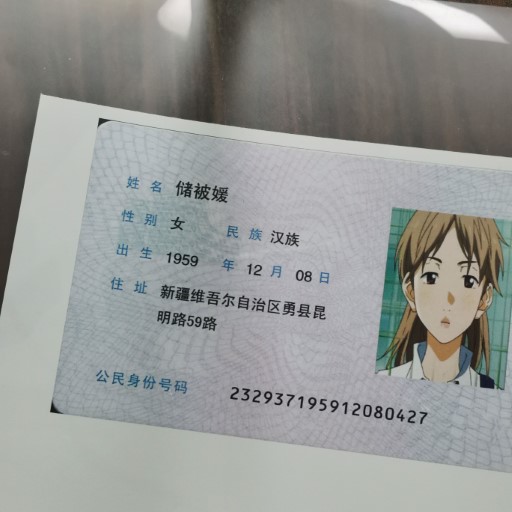 姓名 储被媛
性别 女 民族 汉族
出生 1959 年 12 月 08 日
住址 新疆维吾尔自治区勇县昆
明路59路
公民身份号码 232937195912080427